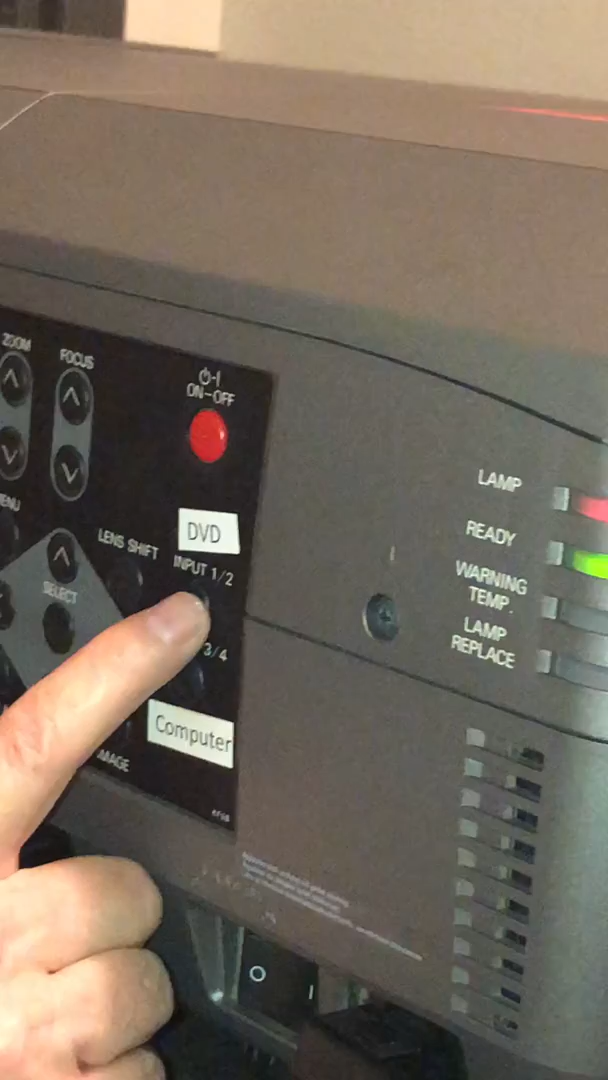 ZOOM
FOCUS
ON-OFF
DVD
LENS SHIFT
INPUT 1/2
SELECT
3/4
Computer
LAMP
READY
WARNING
TEMP.
LAMP
REPLACE